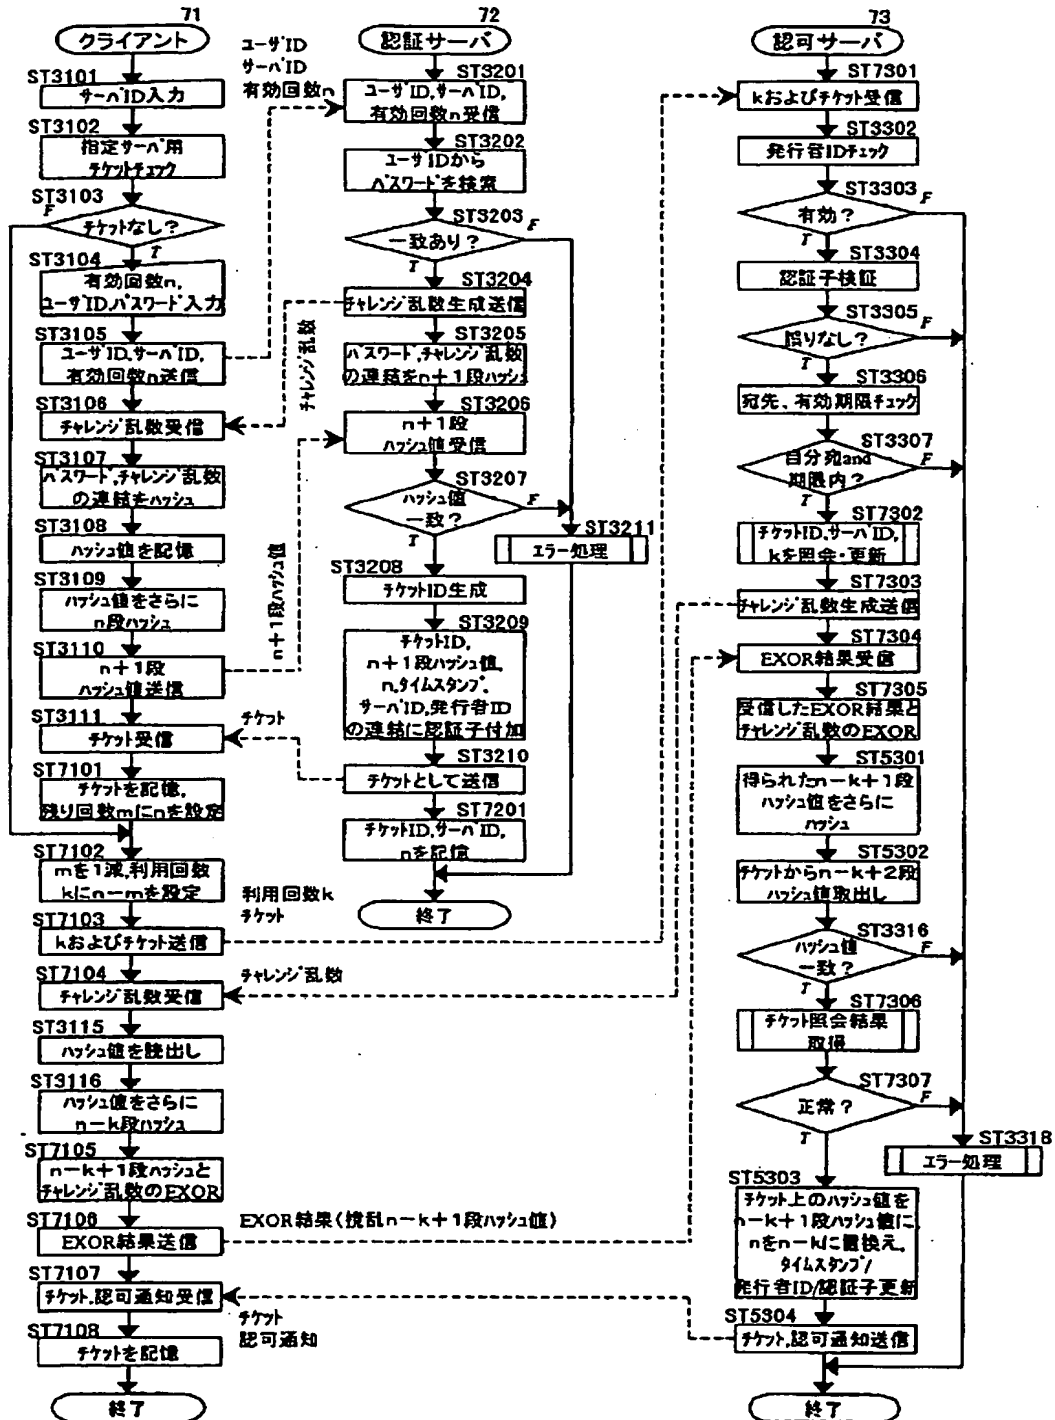 71
クライアント
ST3101
サーバID入力
ST3102
指定サーバ用
チケットチェック
ST3103
F
チケットなし?
T
ST3104
有効回数n,
ユーザID,パスワード入力
ST3105
ユーザID,サーバID,
有効回数n送信
ST3106
チャレンジ乱数受信
ST3107
パスワード,チャレンジ乱数
の連結をハッシュ
ST3108
ハッシュ値を記憶
ST3109
ハッシュ値をさらに
n段ハッシュ
ST3110
n+1段
ハッシュ値送信
ST3111
チケット受信
ST7101
チケットを記憶,
残り回数mにnを設定
ST7102
mを1減,利用回数
kにn-mを設定
ST7103
kおよびチケット送信
ST7104
チャレンジ乱数受信
ST3115
ハッシュ値を読出し
ST3116
ハッシュ値をさらに
n-k段ハッシュ
ST7105
n-k+1段ハッシュと
チャレンジ乱数のEXOR
ST7106
EXOR結果送信
ST7107
チケット,認可通知受信
ST7108
チケットを記憶
終了
ユーザID
サーバID
有効回数n
チャレンジ乱数
n+1段ハッシュ値
チケット
利用回数k
チケット
チャレンジ乱数
EXOR結果(撹乱n-k+1段ハッシュ値)
チケット
認可通知
72
認証サーバ
ST3201
ユーザID,サーバID,
有効回数n受信
ST3202
ユーザIDから
パスワードを検索
ST3203
一致あり?
F
T
ST3204
チャレンジ乱数生成送信
ST3205
パスワード,チャレンジ乱数
の連結をn+1段ハッシュ
ST3206
n+1段
ハッシュ値受信
ST3207
ハッシュ値
一致?
F
T
ST3211
エラー処理
ST3208
チケットID生成
ST3209
チケットID,
n+1段ハッシュ値,
n,タイムスタンプ,
サーバID,発行者ID
の連結に認証子付加
ST3210
チケットとして送信
ST7201
チケットID,サーバID,
nを記憶
終了
73
認可サーバ
ST7301
kおよびチケット受信
ST3302
発行者IDチェック
ST3303
有効?
F
T
ST3304
認証子検証
ST3305
誤りなし?
F
T
ST3306
宛先、有効期限チェック
ST3307
自分宛and
期限内?
F
T
ST7302
チケットID,サーバID,
kを照会・更新
ST7303
チャレンジ乱数生成送信
ST7304
EXOR結果受信
ST7305
受信したEXOR結果と
チャレンジ乱数のEXOR
ST5301
得られたn-k+1段
ハッシュ値をさらに
ハッシュ
ST5302
チケットからn-k+2段
ハッシュ値取出し
ST3316
ハッシュ値
一致?
F
T
ST7306
チケット照会結果
取得
ST7307
正常?
F
T
ST3318
エラー処理
ST5303
チケット上のハッシュ値を
n-k+1段ハッシュ値に
nをn-kに置換え,
タイムスタンプ/
発行者ID/認証子更新
ST5304
チケット,認可通知送信
終了